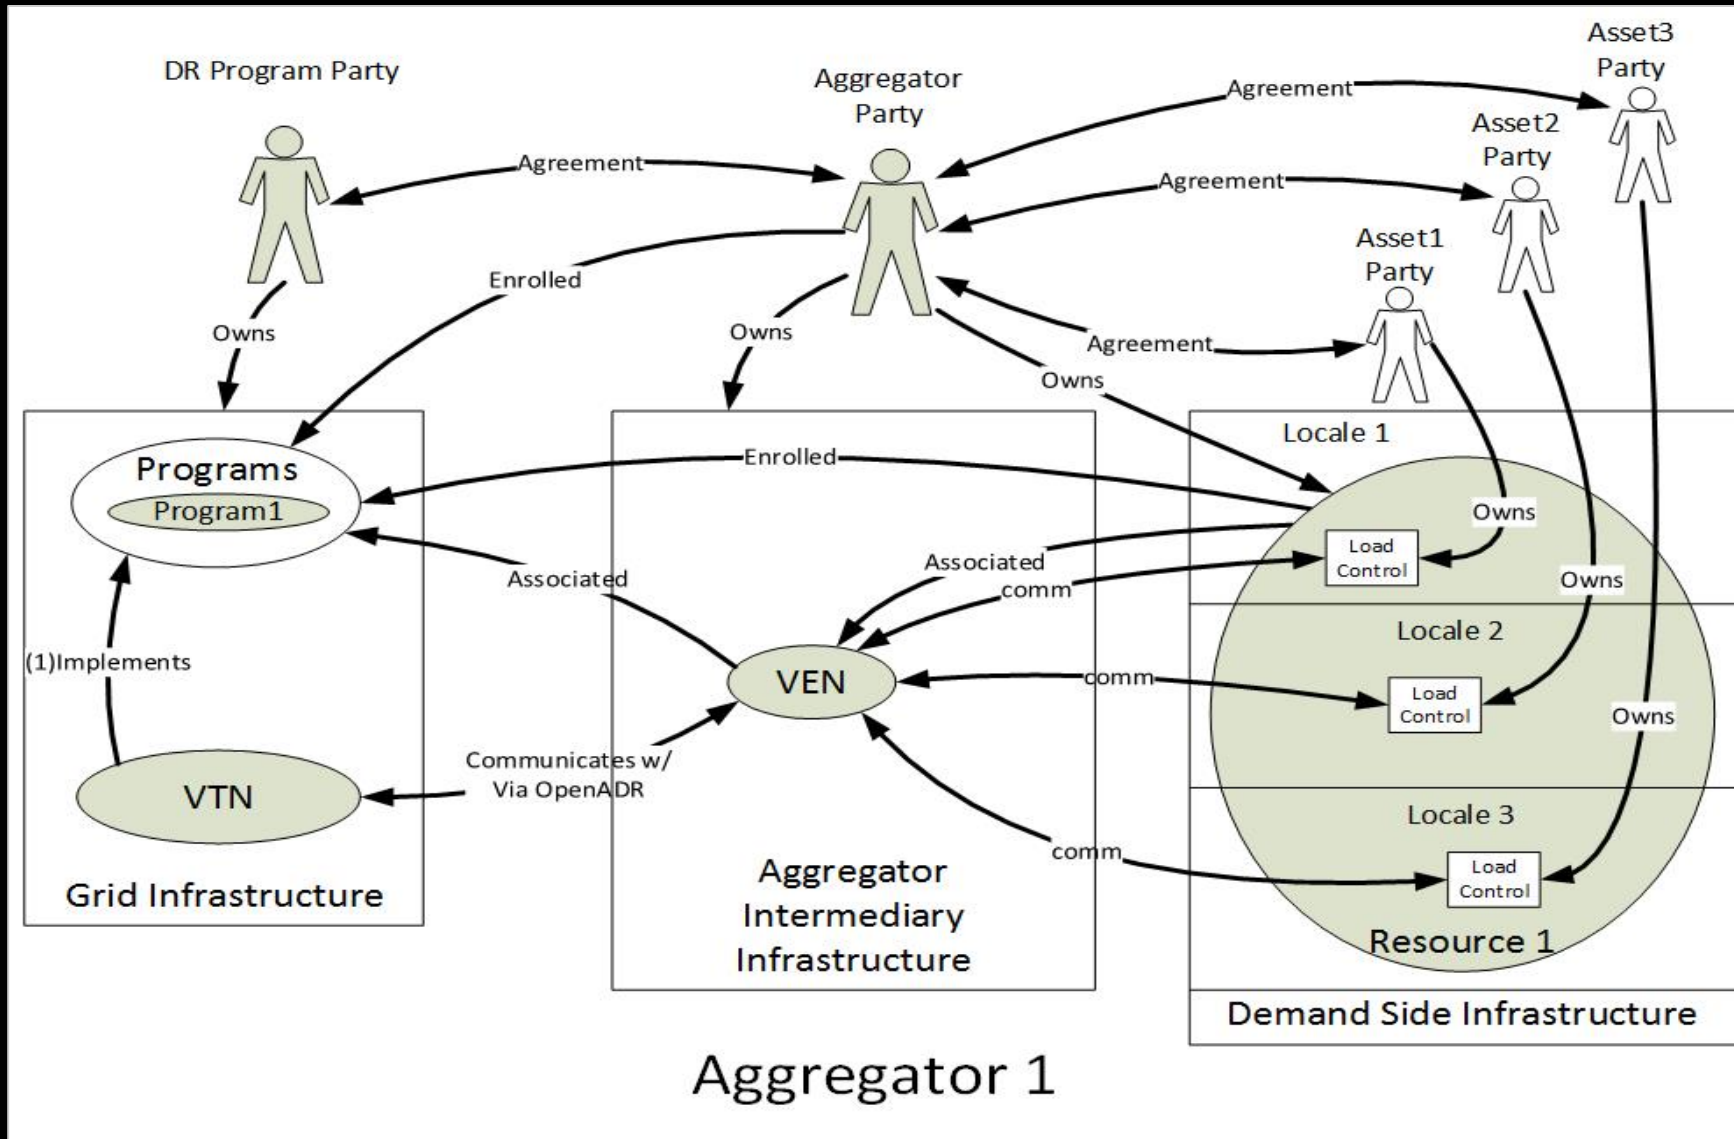 DR Program Party
Aggregator
Party
Asset3
Party
Asset2
Party
Asset1
Party
Agreement
Agreement
Agreement
Agreement
Enrolled
Owns
Owns
Owns
Locale 1
Programs
Program1
Enrolled
Owns
Load
Control
Associated
Associated
comm
Owns
Locale 2
(1)Implements
VEN
comm
Load
Control
Owns
Communicates w/
Via OpenADR
VTN
Locale 3
comm
Load
Control
Grid Infrastructure
Aggregator
Intermediary
Infrastructure
Resource 1
Demand Side Infrastructure
Aggregator 1